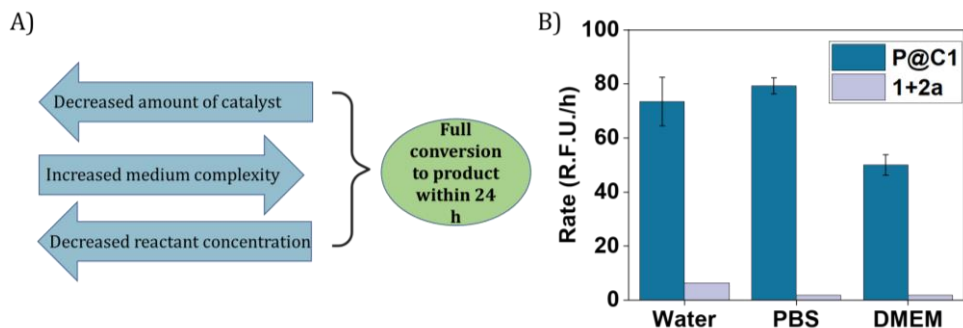 A)
Decreased amount of catalyst
Increased medium complexity
Decreased reactant concentration
Full
conversion
to product
within 24
h
B)
100
80
60
40
20
0
Rate (R.F.U./h)
P@C1
1+2a
Water
PBS
DMEM